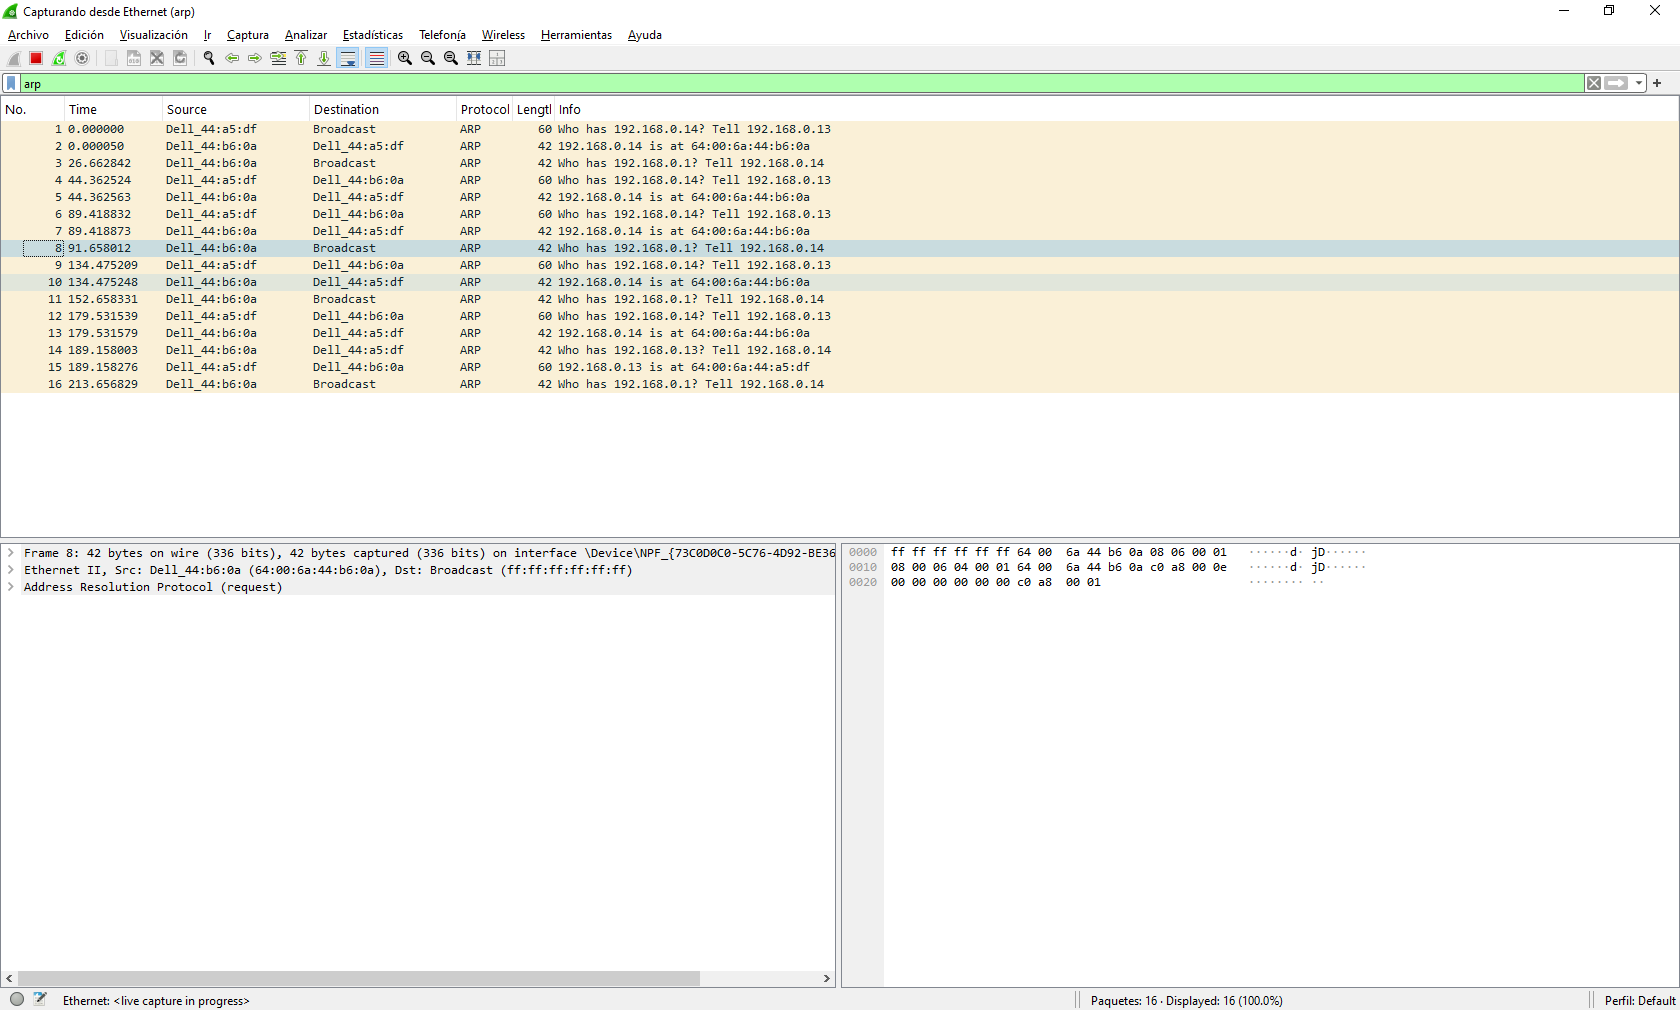 Capturando desde Ethernet (arp)
Archivo Edición Visualización Ir Captura Analizar Estadísticas Telefonía Wireless Herramientas Ayuda
arp
No. Time Source Destination Protocol Lengtl Info
1 0.000000 Dell_44:a5:df Broadcast ARP 60 Who has 192.168.0.14? Tell 192.168.0.13
2 0.000050 Dell_44:b6:0a Dell_44:a5:df ARP 42 192.168.0.14 is at 64:00:6a:44:b6:0a
3 26.662842 Dell_44:b6:0a Broadcast ARP 42 Who has 192.168.0.1? Tell 192.168.0.14
4 44.362524 Dell_44:a5:df Dell_44:b6:0a ARP 60 Who has 192.168.0.14? Tell 192.168.0.13
5 44.362563 Dell_44:b6:0a Dell_44:a5:df ARP 42 192.168.0.14 is at 64:00:6a:44:b6:0a
6 89.418832 Dell_44:a5:df Dell_44:b6:0a ARP 60 Who has 192.168.0.14? Tell 192.168.0.13
7 89.418873 Dell_44:b6:0a Dell_44:a5:df ARP 42 192.168.0.14 is at 64:00:6a:44:b6:0a
8 91.658012 Dell_44:b6:0a Broadcast ARP 42 Who has 192.168.0.1? Tell 192.168.0.14
9 134.475209 Dell_44:a5:df Dell_44:b6:0a ARP 60 Who has 192.168.0.14? Tell 192.168.0.13
10 134.475248 Dell_44:b6:0a Dell_44:a5:df ARP 42 192.168.0.14 is at 64:00:6a:44:b6:0a
11 152.658331 Dell_44:b6:0a Broadcast ARP 42 Who has 192.168.0.1? Tell 192.168.0.14
12 179.531539 Dell_44:a5:df Dell_44:b6:0a ARP 60 Who has 192.168.0.14? Tell 192.168.0.13
13 179.531579 Dell_44:b6:0a Dell_44:a5:df ARP 42 192.168.0.14 is at 64:00:6a:44:b6:0a
14 189.158003 Dell_44:b6:0a Dell_44:a5:df ARP 42 Who has 192.168.0.13? Tell 192.168.0.14
15 189.158276 Dell_44:a5:df Dell_44:b6:0a ARP 60 192.168.0.13 is at 64:00:6a:44:a5:df
16 213.656829 Dell_44:b6:0a Broadcast ARP 42 Who has 192.168.0.1? Tell 192.168.0.14
Frame 8: 42 bytes on wire (336 bits), 42 bytes captured (336 bits) on interface \Device\NPF_{73C0D0C0-5C76-4D92-BE36
Ethernet II, Src: Dell_44:b6:0a (64:00:6a:44:b6:0a), Dst: Broadcast (ff:ff:ff:ff:ff:ff)
Address Resolution Protocol (request)
0000 ff ff ff ff ff ff 64 00 6a 44 b6 0a 08 06 00 01 ······d· jD······
0010 08 00 06 04 00 01 64 00 6a 44 b6 0a c0 a8 00 0e ······d· jD······
0020 00 00 00 00 00 00 c0 a8 00 01 ········ ··
Ethernet: <live capture in progress>
Paquetes: 16 · Displayed: 16 (100.0%)
Perfil: Default